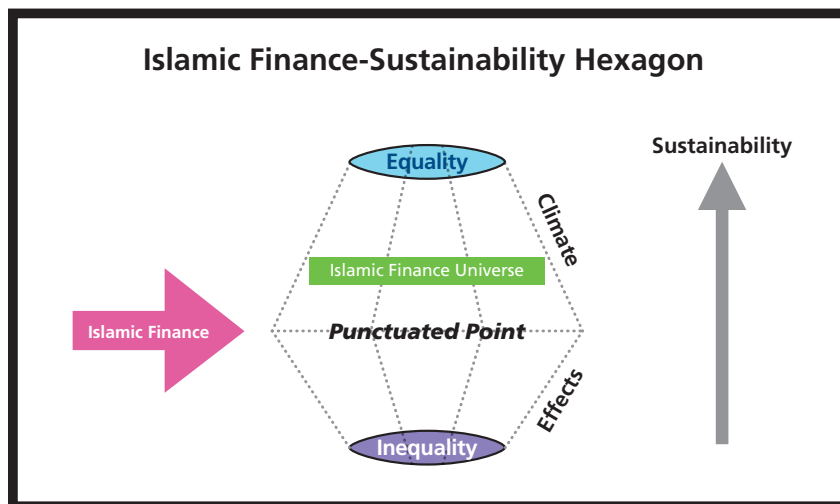 Islamic Finance-Sustainability Hexagon
Equality
Sustainability
Climate
Islamic Finance Universe
Islamic Finance
Punctuated Point
Effects
Inequality